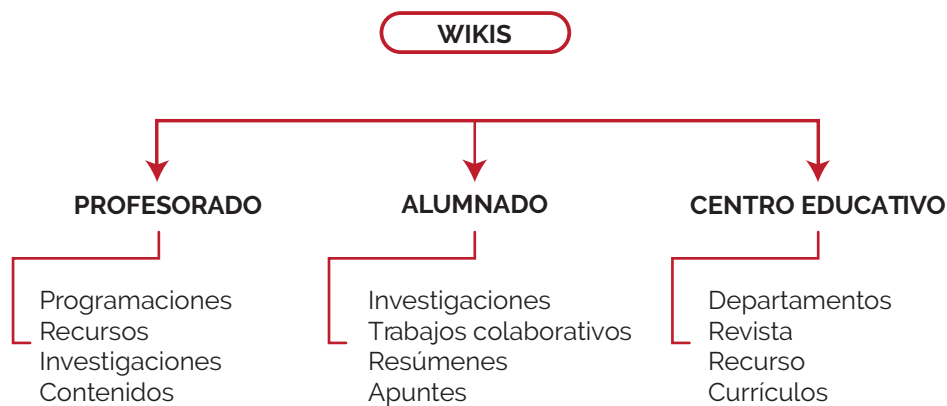 WIKIS
PROFESORADO
ALUMNADO
CENTRO EDUCATIVO
Programaciones
Recursos
Investigaciones
Contenidos
Investigaciones
Trabajos colaborativos
Resúmenes
Apuntes
Departamentos
Revista
Recurso
Currículos